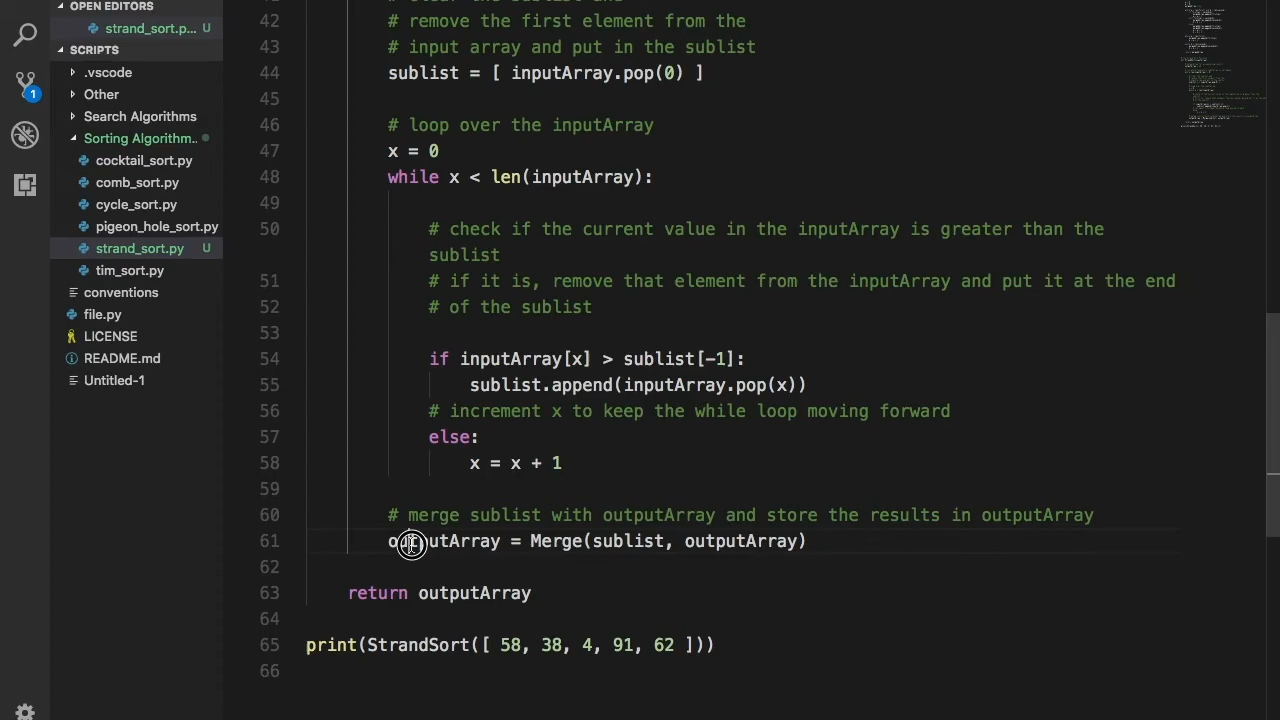 OPEN EDITORS
strand_sort.p... U
SCRIPTS
.vscode
Other
Search Algorithms
Sorting Algorithm..
cocktail_sort.py
comb_sort.py
cycle_sort.py
pigeon_hole_sort.py
strand_sort.py U
tim_sort.py
conventions
file.py
LICENSE
README.md
Untitled-1
1
42 # remove the first element from the
43 # input array and put in the sublist
44 sublist = [ inputArray.pop(0) ]
45
46 # loop over the inputArray
47 x = 0
48 while x < len(inputArray):
49
50 # check if the current value in the inputArray is greater than the
sublist
51 # if it is, remove that element from the inputArray and put it at the end
52 # of the sublist
53
54 if inputArray[x] > sublist[-1]:
55 sublist.append(inputArray.pop(x))
56 # increment x to keep the while loop moving forward
57 else:
58 x = x + 1
59
60 # merge sublist with outputArray and store the results in outputArray
61 outputArray = Merge(sublist, outputArray)
62
63 return outputArray
64
65 print(StrandSort([ 58, 38, 4, 91, 62 ]))
66